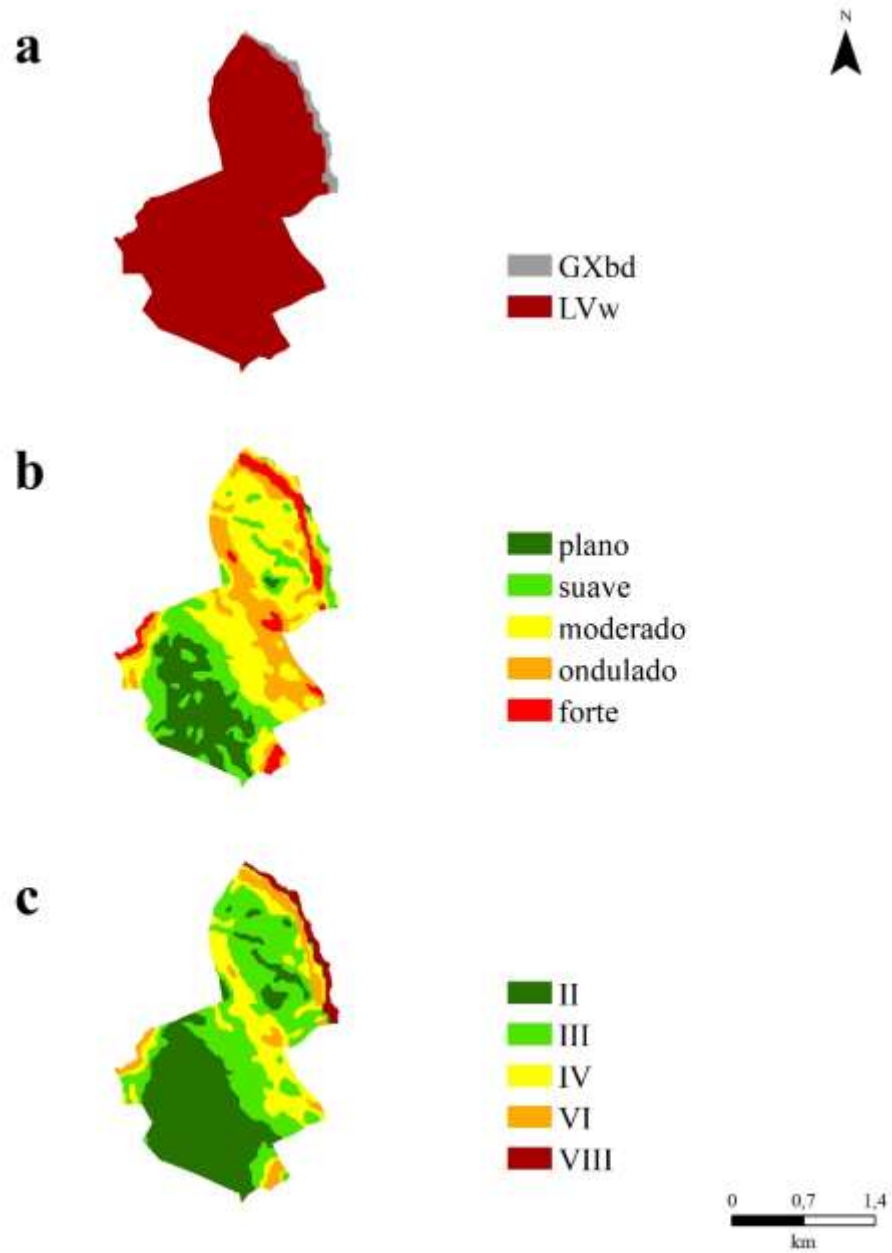 a
N
GXbd
LVw
b
plano
suave
moderado
ondulado
forte
c
II
III
IV
VI
VIII
0 0,7 1,4
km